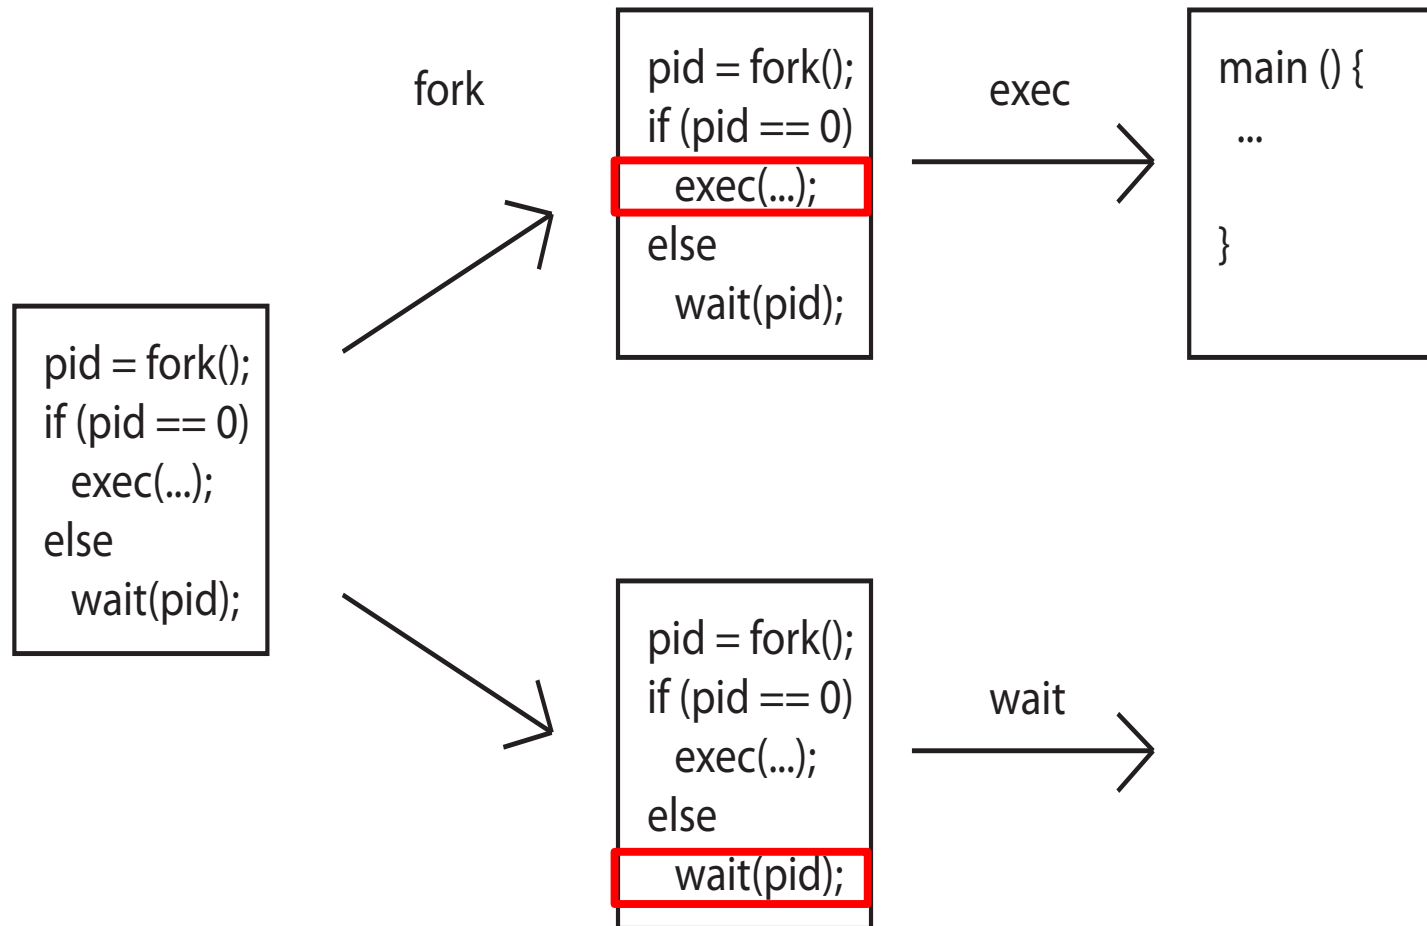 pid = fork();
if (pid == 0)
exec(...);
else
wait(pid);
fork
pid = fork();
if (pid == 0)
exec(...);
else
wait(pid);
exec
main () {
...
}
pid = fork();
if (pid == 0)
exec(...);
else
wait(pid);
wait